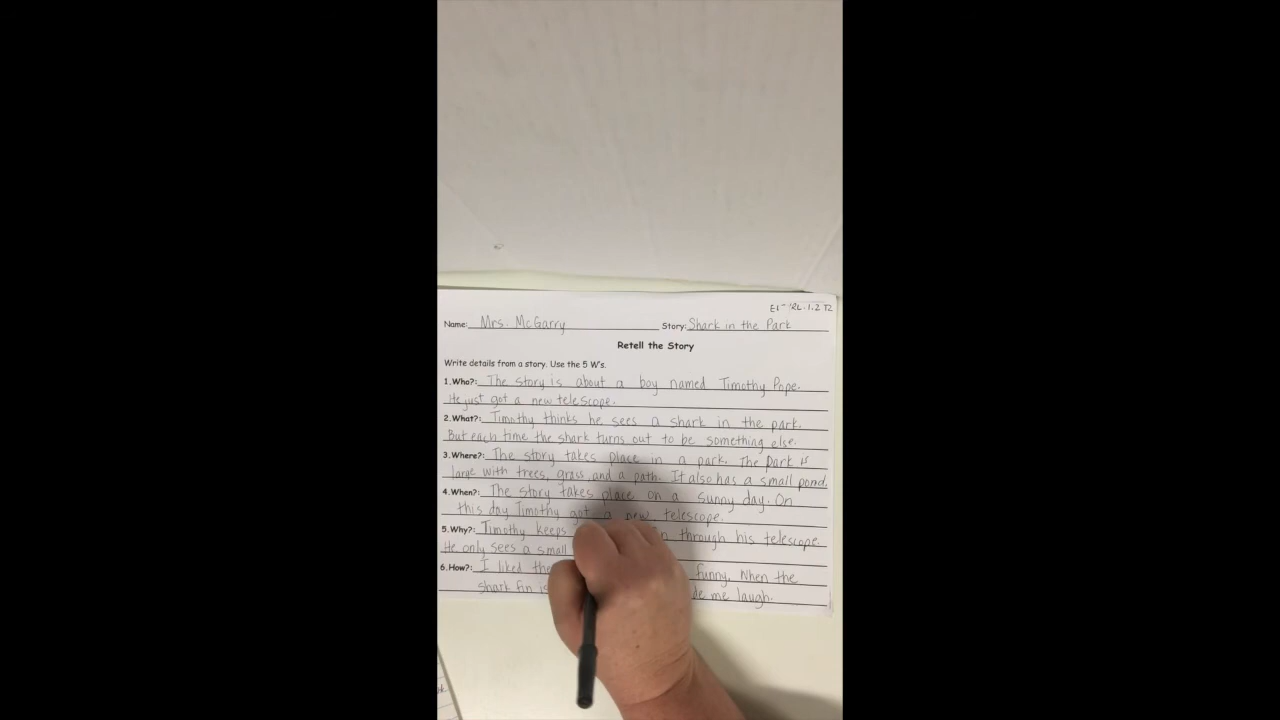 RL.1.2 T2
Name: Mrs. McGarry Story: Shark in the Park
Retell the Story
Write details from a story. Use the 5 W's.
1.Who?: The story is about a boy named Timothy Pope.
He just got a new telescope.
2.What?: Timothy thinks he sees a shark in the park.
But each time the shark turns out to be something else.
3.Where?: The story takes place in a park. The park is
large with trees, grass and a path. It also has a small pond.
4.When?: The story takes place on a sunny day. On
this day Timothy got a new telescope.
5.Why?: Timothy keeps through his telescope.
He only sees a small
6.How?: I liked the funny. When the
shark fin is me laugh.